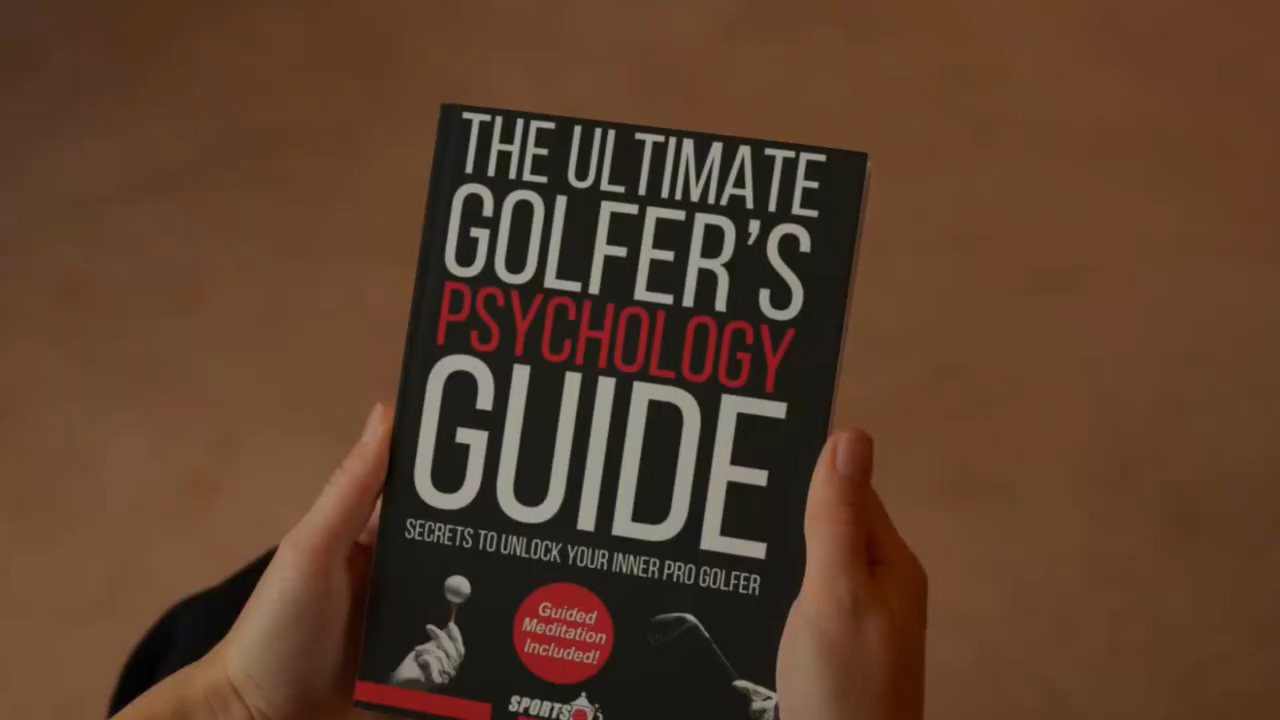 THE ULTIMATE
GOLFER'S
PSYCHOLOGY
GUIDE
SECRETS TO UNLOCK YOUR INNER PRO GOLFER
Guided
Meditation
Included!
SPORTS